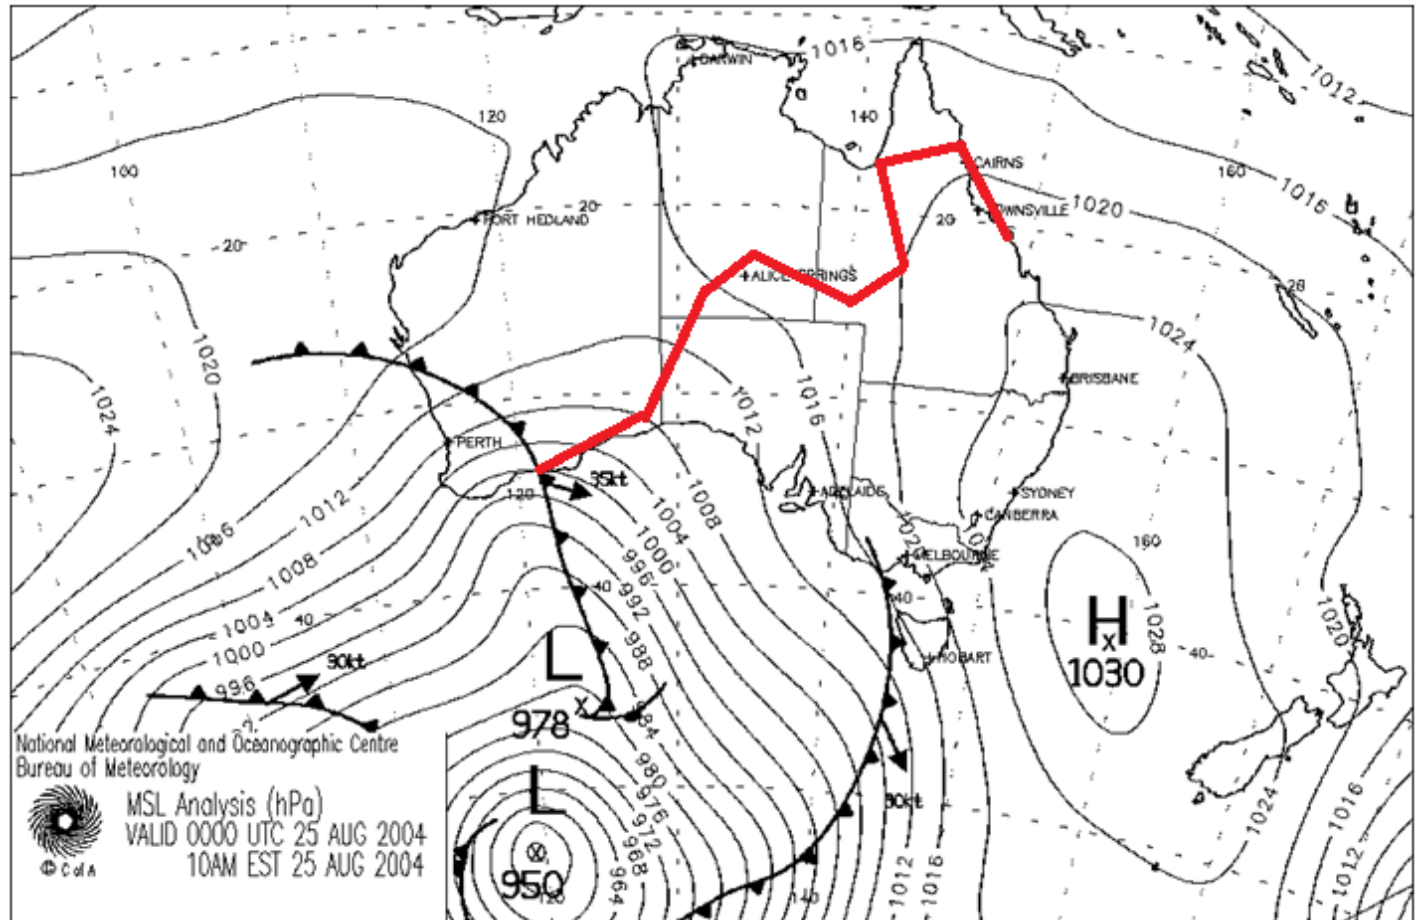 1016
1012
DARWIN
120
140
100
CAIRNS
160
1016
1020
PORT HEDLAND
20
20
TOWNSVILLE
20
ALICE SPRINGS
1024
1020
1024
BRISBANE
1012
1016
PERTH
35kt
120
ADELAIDE
SYDNEY
1012
1008
CANBERRA
1004
1000
MELBOURNE
160
1008
996
40
40
992
H
1028
1020
1004
40
988
HOBART
40
1000
L
1030
30kt
996
978
984
National Meteorological and Oceanographic Centre
Bureau of Meteorology
980
976
L
MSL Analysis (hPa)
VALID 0000 UTC 25 AUG 2004
10AM EST 25 AUG 2004
© C of A
972
968
964
950
120
30kt
1024
1016
1012
1012
1016
140